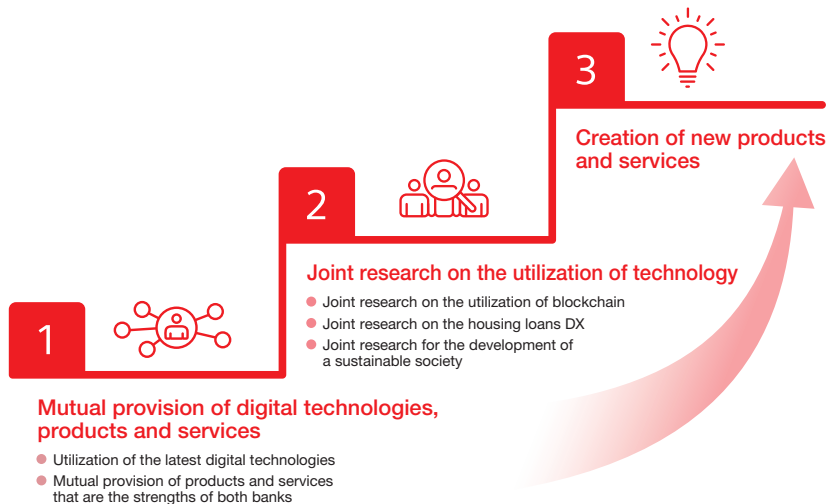 1
Mutual provision of digital technologies,
products and services
Utilization of the latest digital technologies
Mutual provision of products and services
that are the strengths of both banks
2
Joint research on the utilization of technology
Joint research on the utilization of blockchain
Joint research on the housing loans DX
Joint research for the development of
a sustainable society
3
Creation of new products
and services